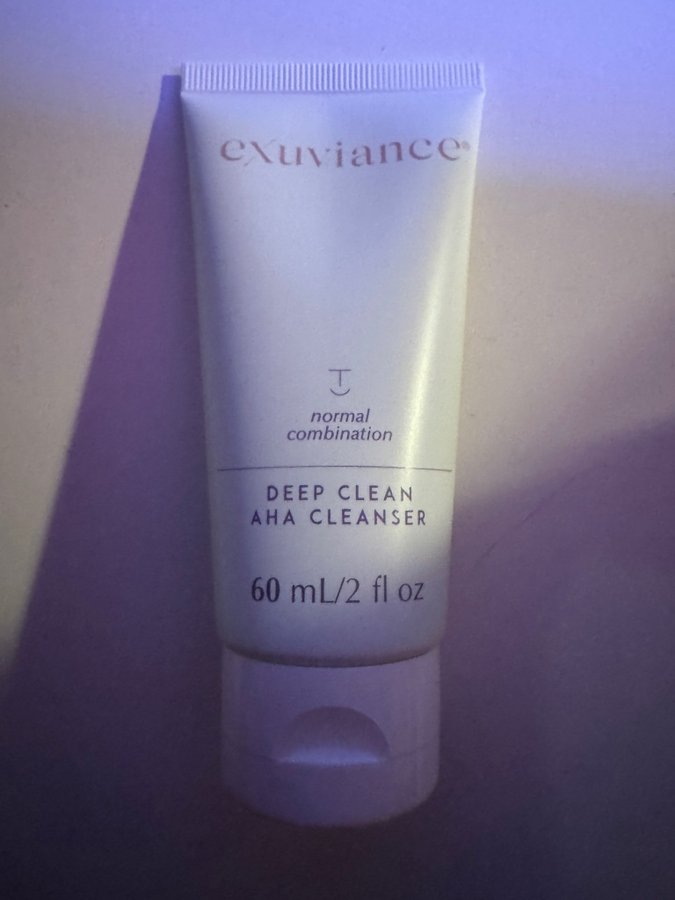 exuviance®
normal
combination
DEEP CLEAN
AHA CLEANSER
60 mL/2 fl oz